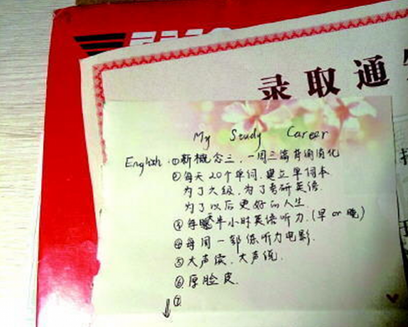 EMS
录取通
My Study Career
English: ①新概念三,一周三篇背诵消化
②每天20个单词,建立单词本
为了六级,为了考研英语
为了以后更好的人生
③每晚半小时英语听力(早 or 晚)
④每周一部练听力电影
⑤大声读,大声说
⑥厚脸皮
⑦